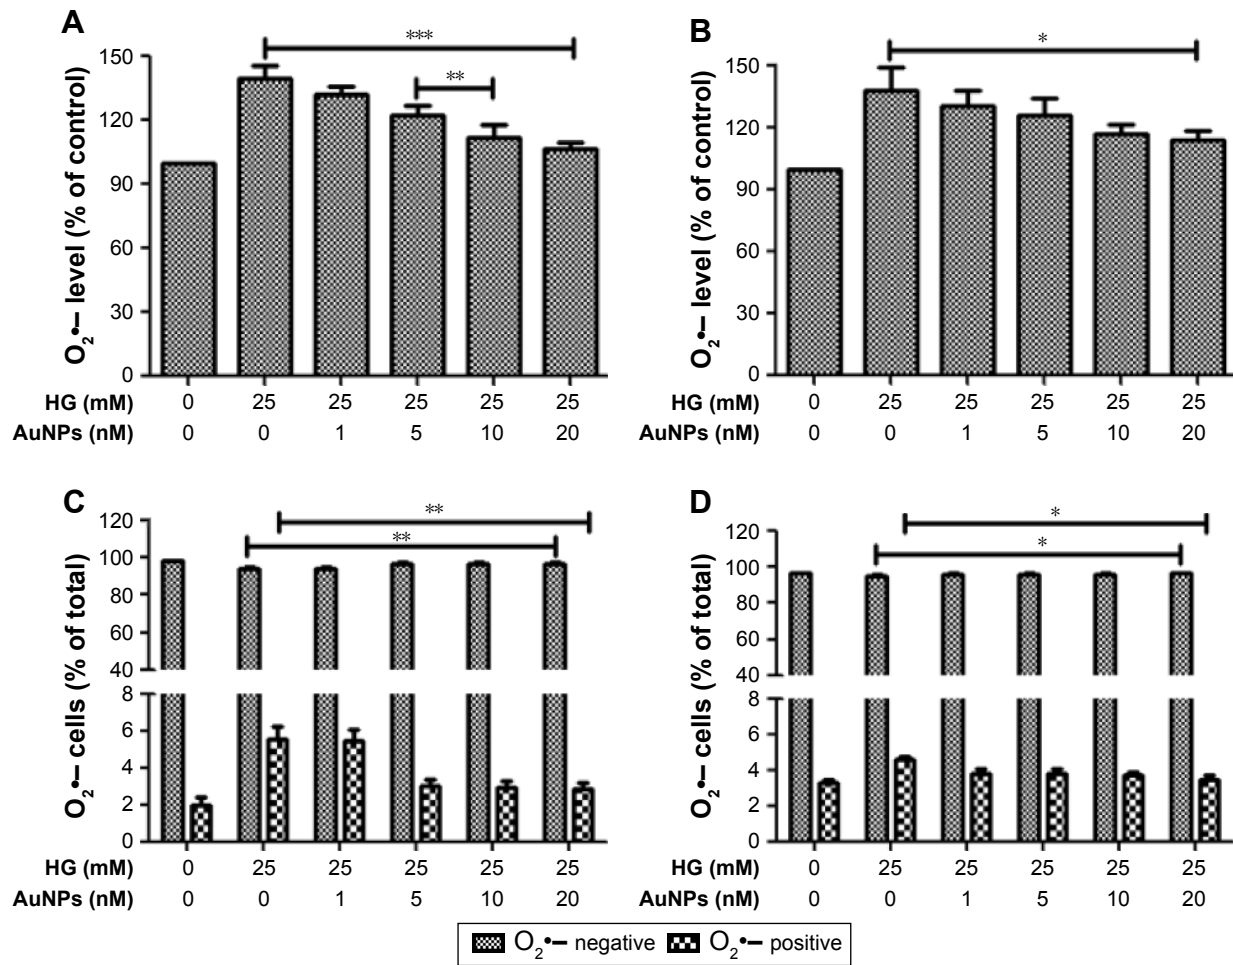 A
O2•– level (% of control)
150
120
90
60
30
0
***
**
HG (mM) 0 25 25 25 25 25
AuNPs (nM) 0 0 1 5 10 20
B
O2•– level (% of control)
150
120
90
60
30
0
*
HG (mM) 0 25 25 25 25 25
AuNPs (nM) 0 0 1 5 10 20
C
O2•– cells (% of total)
120
100
80
60
40
8
6
4
2
0
**
**
HG (mM) 0 25 25 25 25 25
AuNPs (nM) 0 0 1 5 10 20
D
O2•– cells (% of total)
120
100
80
60
40
8
6
4
2
0
*
*
HG (mM) 0 25 25 25 25 25
AuNPs (nM) 0 0 1 5 10 20
O2•– negative O2•– positive